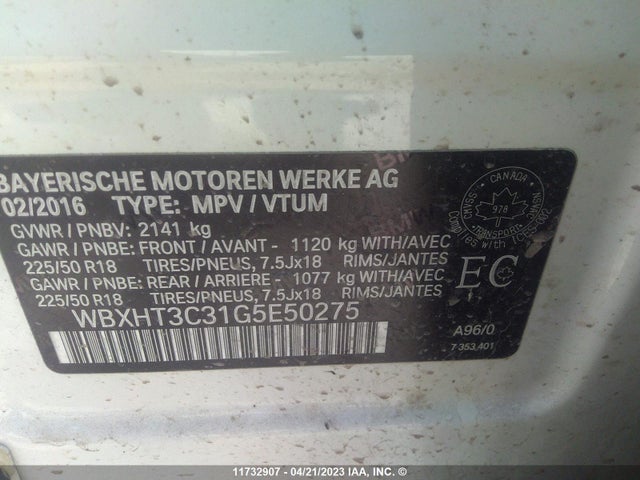 BAYERISCHE MOTOREN WERKE AG
02/2016 TYPE: MPV / VTUM
GVWR / PNBV: 2141 kg
GAWR / PNBE: FRONT / AVANT - 1120 kg WITH/AVEC
225/50 R18 TIRES/PNEUS, 7.5Jx18 RIMS/JANTES
GAWR / PNBE: REAR / ARRIERE - 1077 kg WITH/AVEC
225/50 R18 TIRES/PNEUS, 7.5Jx18 RIMS/JANTES
WBXHT3C31G5E50275
CANADA
978
TRANSPORT
EC
A96/0
7 353 401
11732907 - 04/21/2023 - IAA, INC. ©